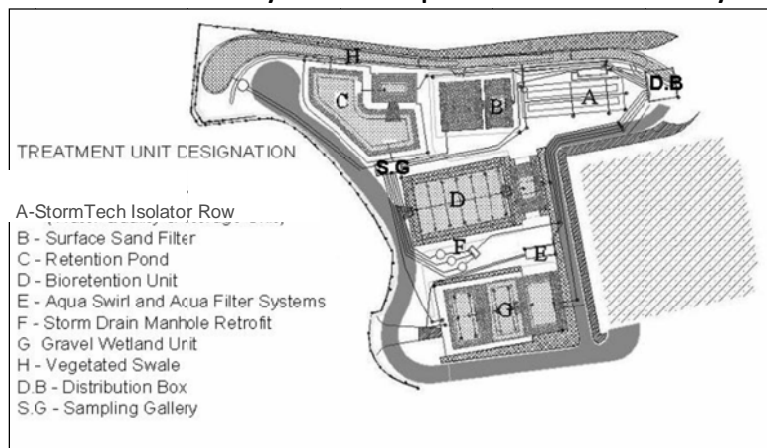 H
D.B
A
B
C
TREATMENT UNIT DESIGNATION
S.G
D
A-StormTech Isolator Row
B - Surface Sand Filter
F
E
C - Retention Pond
D - Bioretention Unit
E - Aqua Swirl and Aqua Filter Systems
F - Storm Drain Manhole Retrofit
G Gravel Wetland Unit
G
H - Vegetated Swale
D.B - Distribution Box
S.G - Sampling Gallery